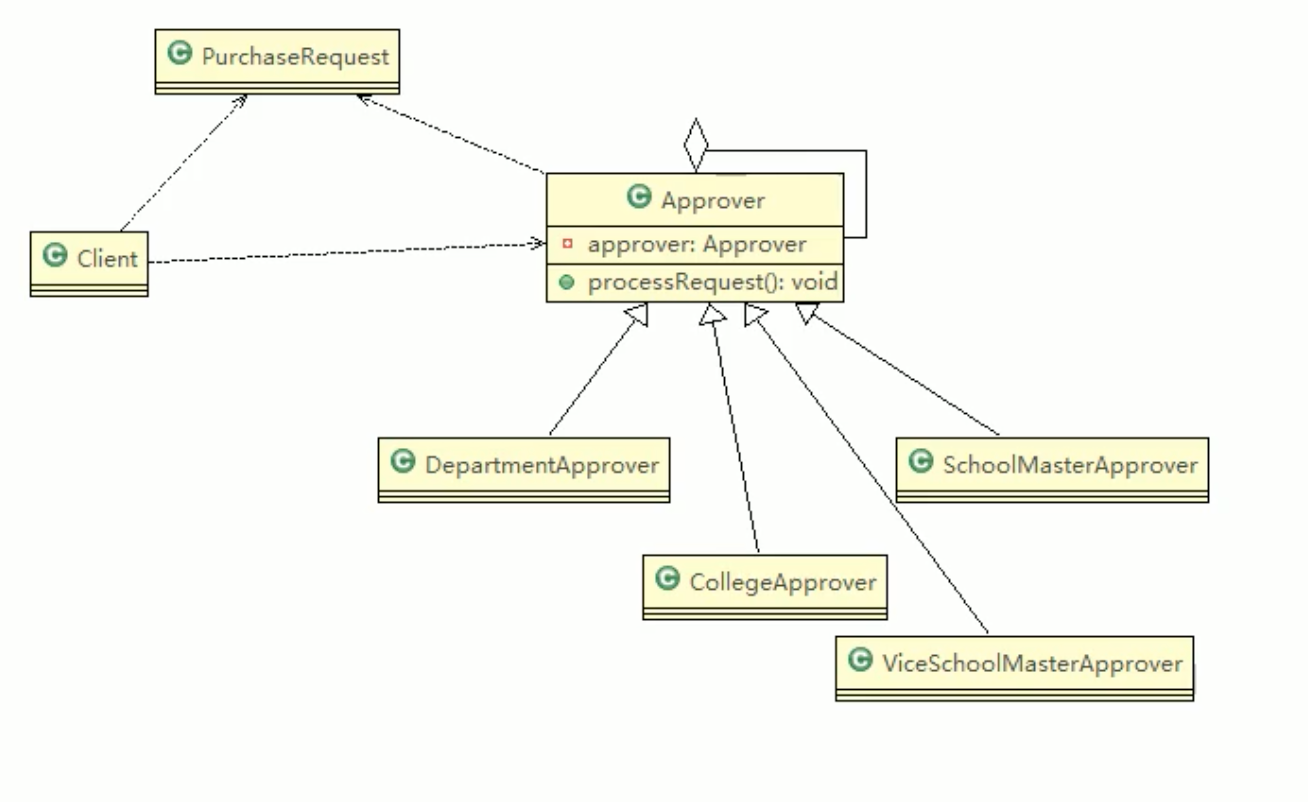 PurchaseRequest
Approver
approver: Approver
processRequest(): void
Client
DepartmentApprover
SchoolMasterApprover
CollegeApprover
ViceSchoolMasterApprover